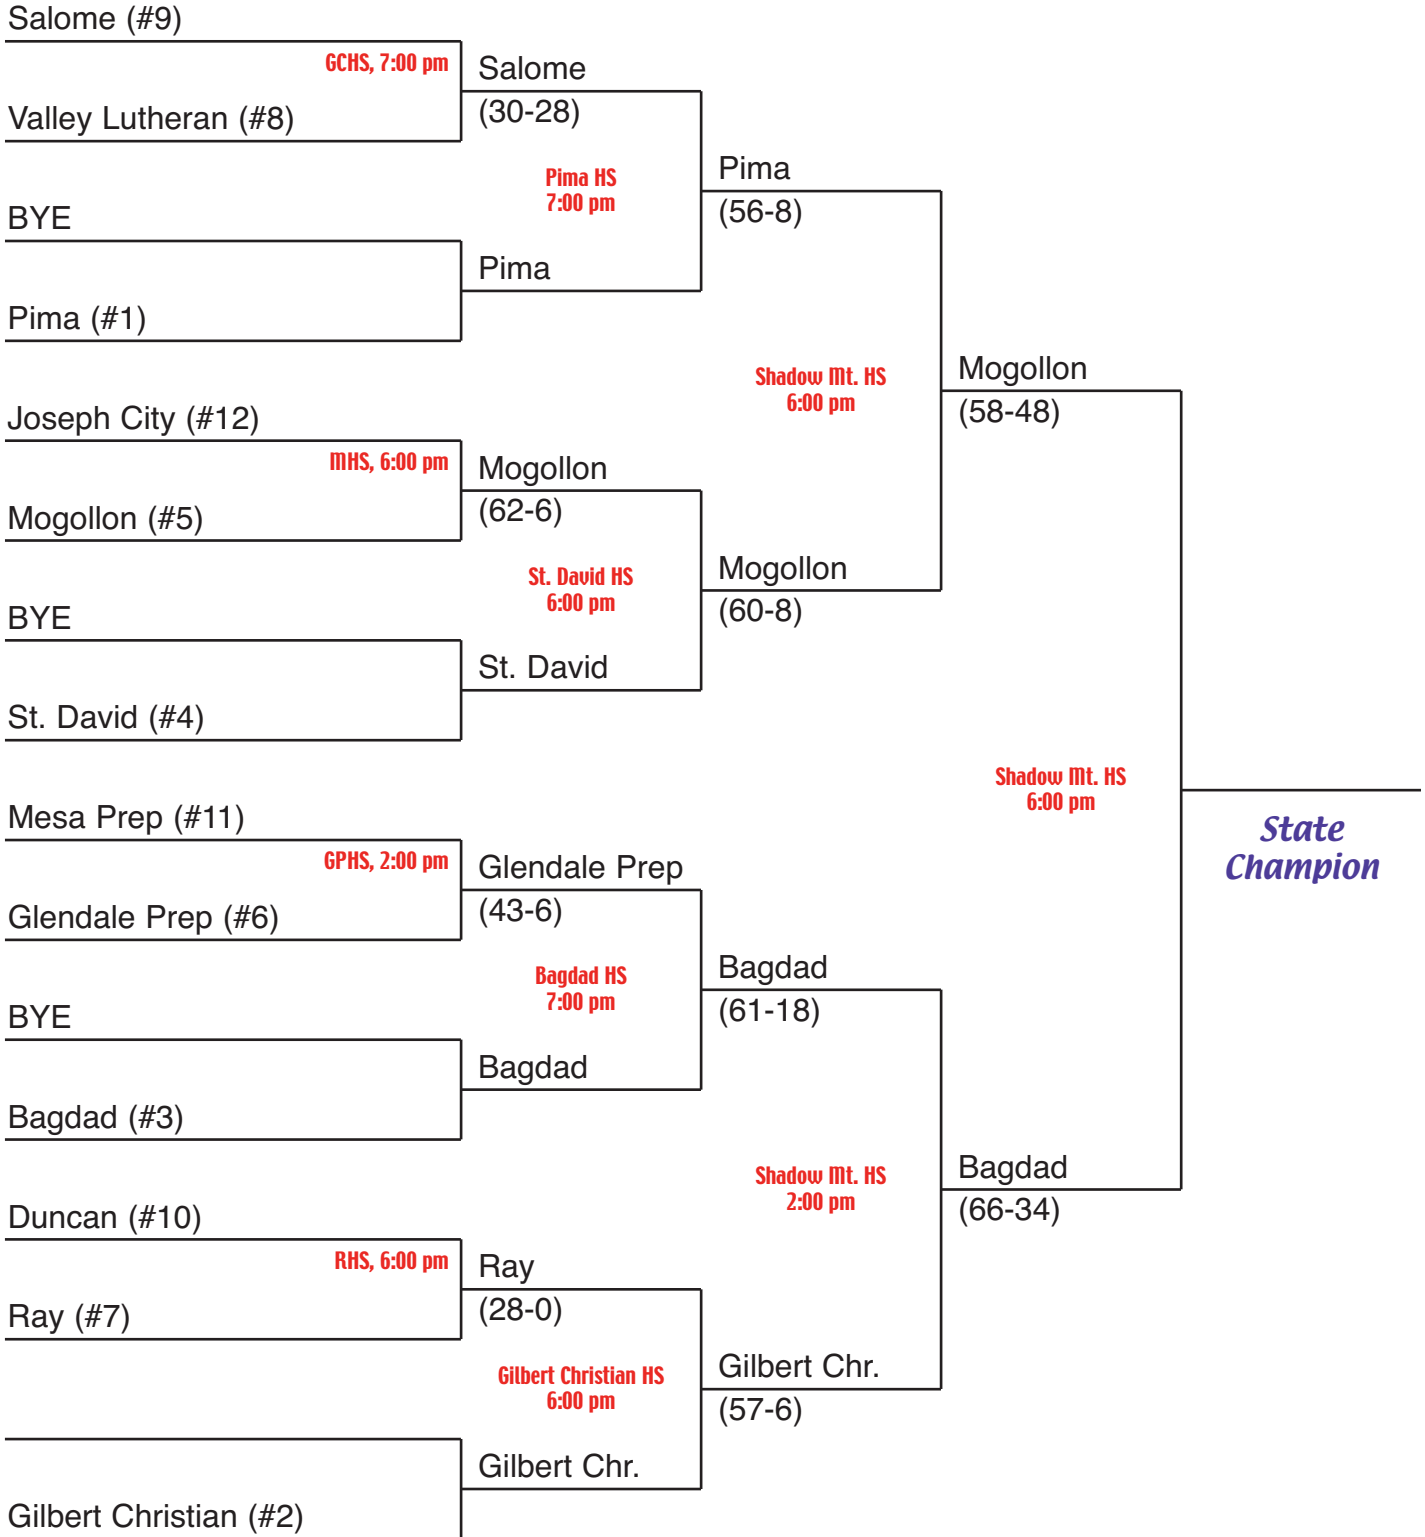 Salome (#9)
GCHS, 7:00 pm
Valley Lutheran (#8)
Salome
(30-28)
Pima HS
7:00 pm
BYE
Pima
Pima (#1)
Pima
(56-8)
Shadow Mt. HS
6:00 pm
Joseph City (#12)
MHS, 6:00 pm
Mogollon (#5)
Mogollon
(62-6)
St. David HS
6:00 pm
BYE
St. David
St. David (#4)
Mogollon
(60-8)
Mogollon
(58-48)
Shadow Mt. HS
6:00 pm
State
Champion
Mesa Prep (#11)
GPHS, 2:00 pm
Glendale Prep (#6)
Glendale Prep
(43-6)
Bagdad HS
7:00 pm
BYE
Bagdad
Bagdad (#3)
Bagdad
(61-18)
Shadow Mt. HS
2:00 pm
Bagdad
(66-34)
Duncan (#10)
RHS, 6:00 pm
Ray (#7)
Ray
(28-0)
Gilbert Christian HS
6:00 pm
Gilbert Chr.
(57-6)
Gilbert Chr.
Gilbert Christian (#2)